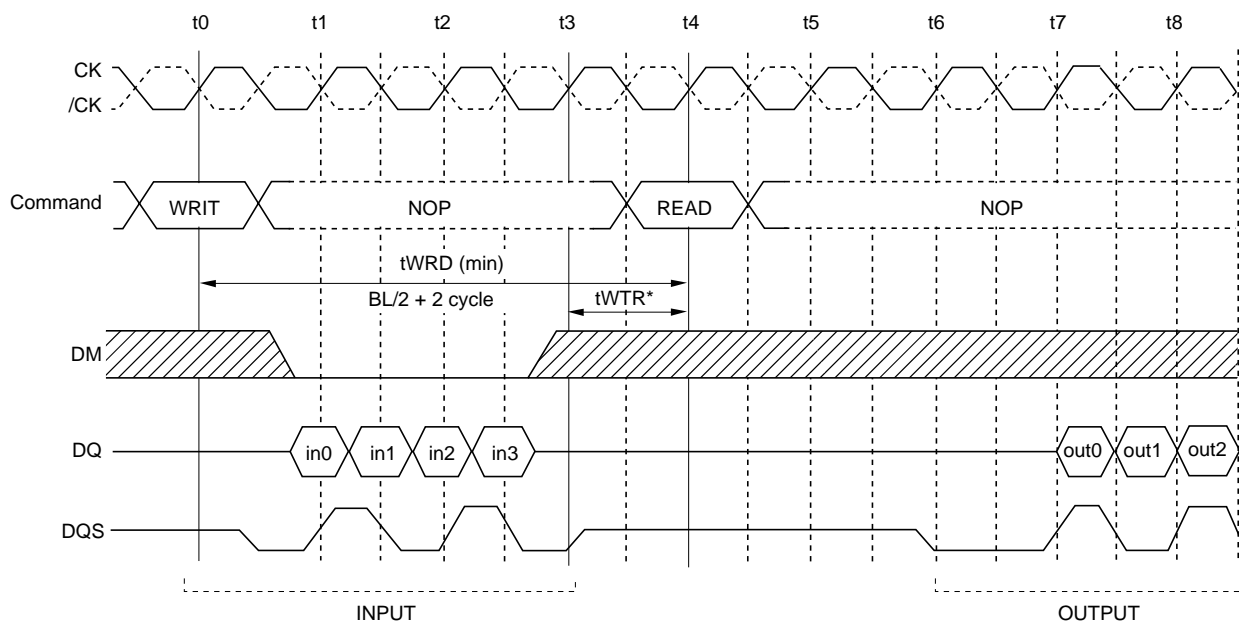 t0 t1 t2 t3 t4 t5 t6 t7 t8
CK
/CK
Command WRIT NOP READ NOP
tWRD (min)
BL/2 + 2 cycle tWTR*
DM
DQ in0 in1 in2 in3 out0 out1 out2
DQS
INPUT OUTPUT